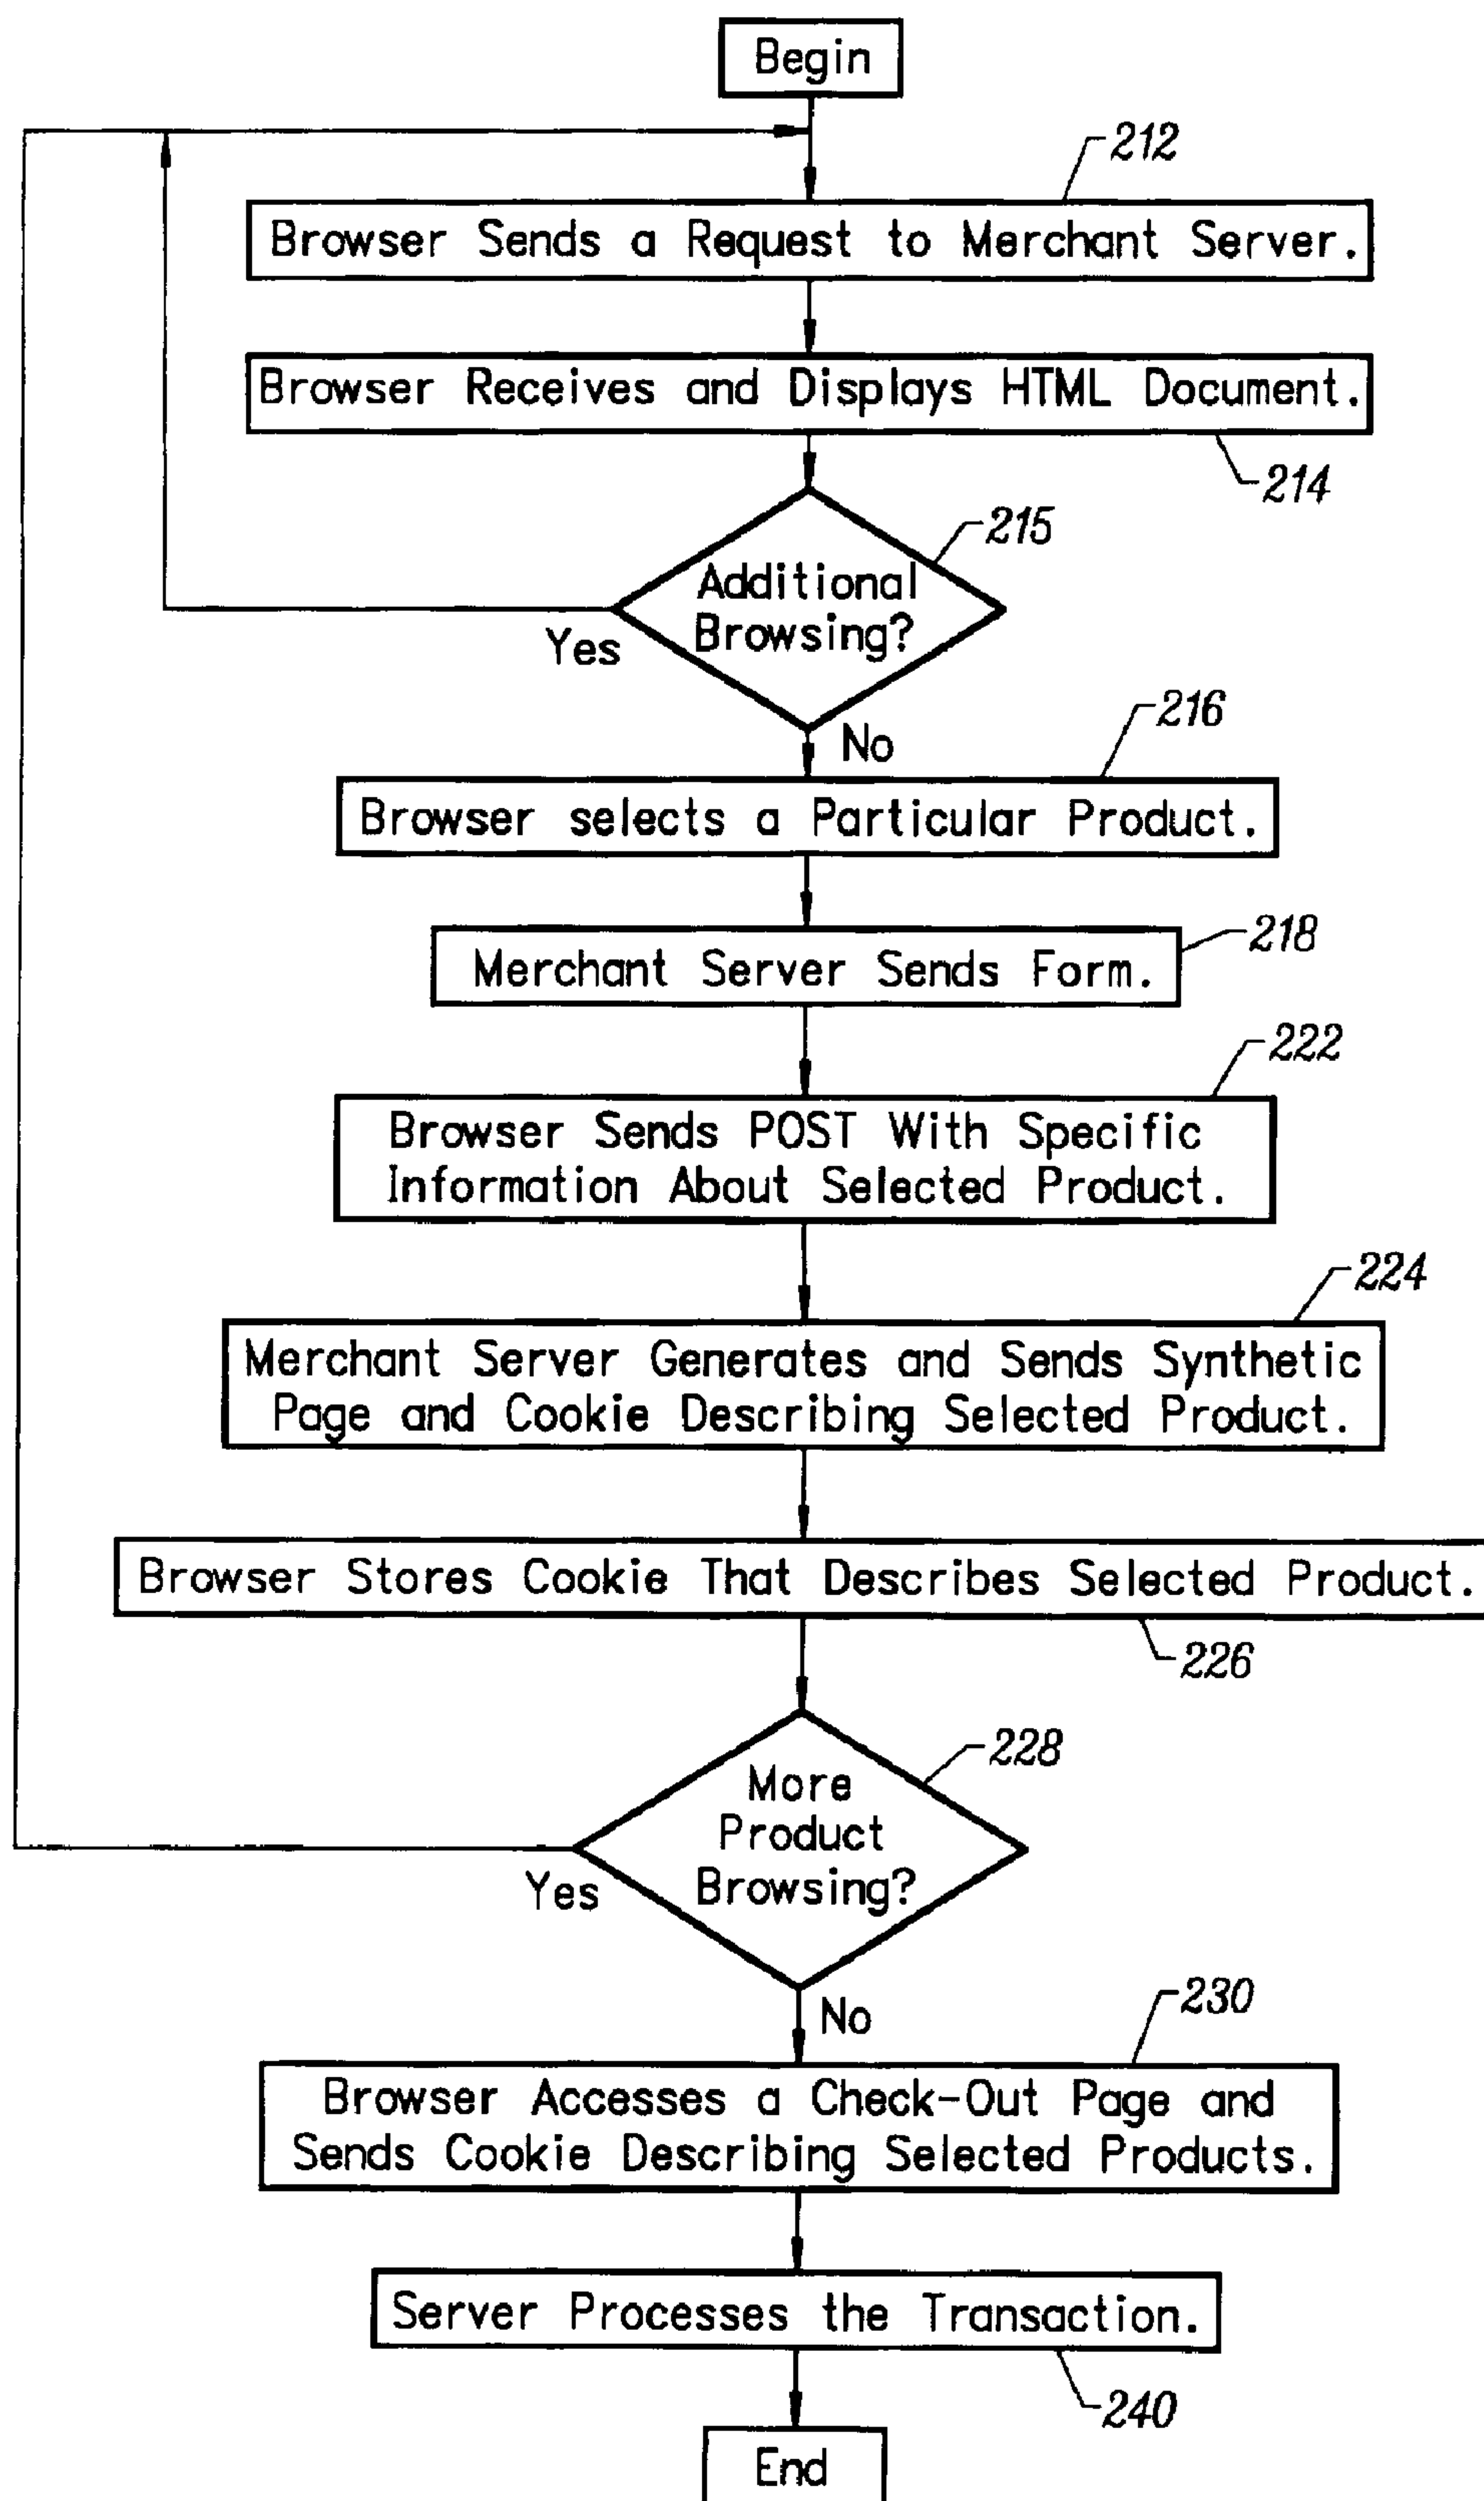 Begin
212
Browser Sends a Request to Merchant Server.
Browser Receives and Displays HTML Document.
214
215
Additional
Browsing?
Yes
No
216
Browser selects a Particular Product.
218
Merchant Server Sends Form.
222
Browser Sends POST With Specific
Information About Selected Product.
224
Merchant Server Generates and Sends Synthetic
Page and Cookie Describing Selected Product.
Browser Stores Cookie That Describes Selected Product.
226
228
More
Product
Browsing?
Yes
No
230
Browser Accesses a Check-Out Page and
Sends Cookie Describing Selected Products.
Server Processes the Transaction.
240
End